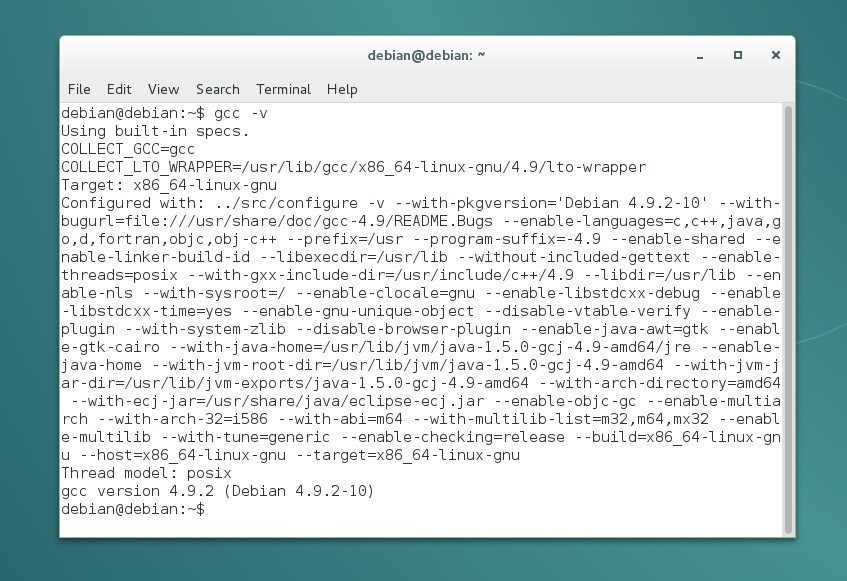 debian@debian: ~
File Edit View Search Terminal Help
debian@debian:~$ gcc -v
Using built-in specs.
COLLECT_GCC=gcc
COLLECT_LTO_WRAPPER=/usr/lib/gcc/x86_64-linux-gnu/4.9/lto-wrapper
Target: x86_64-linux-gnu
Configured with: ../src/configure -v --with-pkgversion='Debian 4.9.2-10' --with-
bugurl=file:///usr/share/doc/gcc-4.9/README.Bugs --enable-languages=c,c++,java,g
o,d,fortran,objc,obj-c++ --prefix=/usr --program-suffix=-4.9 --enable-shared --e
nable-linker-build-id --libexecdir=/usr/lib --without-included-gettext --enable-
threads=posix --with-gxx-include-dir=/usr/include/c++/4.9 --libdir=/usr/lib --en
able-nls --with-sysroot=/ --enable-clocale=gnu --enable-libstdcxx-debug --enable
-libstdcxx-time=yes --enable-gnu-unique-object --disable-vtable-verify --enable-
plugin --with-system-zlib --disable-browser-plugin --enable-java-awt=gtk --enabl
e-gtk-cairo --with-java-home=/usr/lib/jvm/java-1.5.0-gcj-4.9-amd64/jre --enable-
java-home --with-jvm-root-dir=/usr/lib/jvm/java-1.5.0-gcj-4.9-amd64 --with-jvm-j
ar-dir=/usr/lib/jvm-exports/java-1.5.0-gcj-4.9-amd64 --with-arch-directory=amd64
 --with-ecj-jar=/usr/share/java/eclipse-ecj.jar --enable-objc-gc --enable-multia
rch --with-arch-32=i586 --with-abi=m64 --with-multilib-list=m32,m64,mx32 --enabl
e-multilib --with-tune=generic --enable-checking=release --build=x86_64-linux-gn
u --host=x86_64-linux-gnu --target=x86_64-linux-gnu
Thread model: posix
gcc version 4.9.2 (Debian 4.9.2-10)
debian@debian:~$